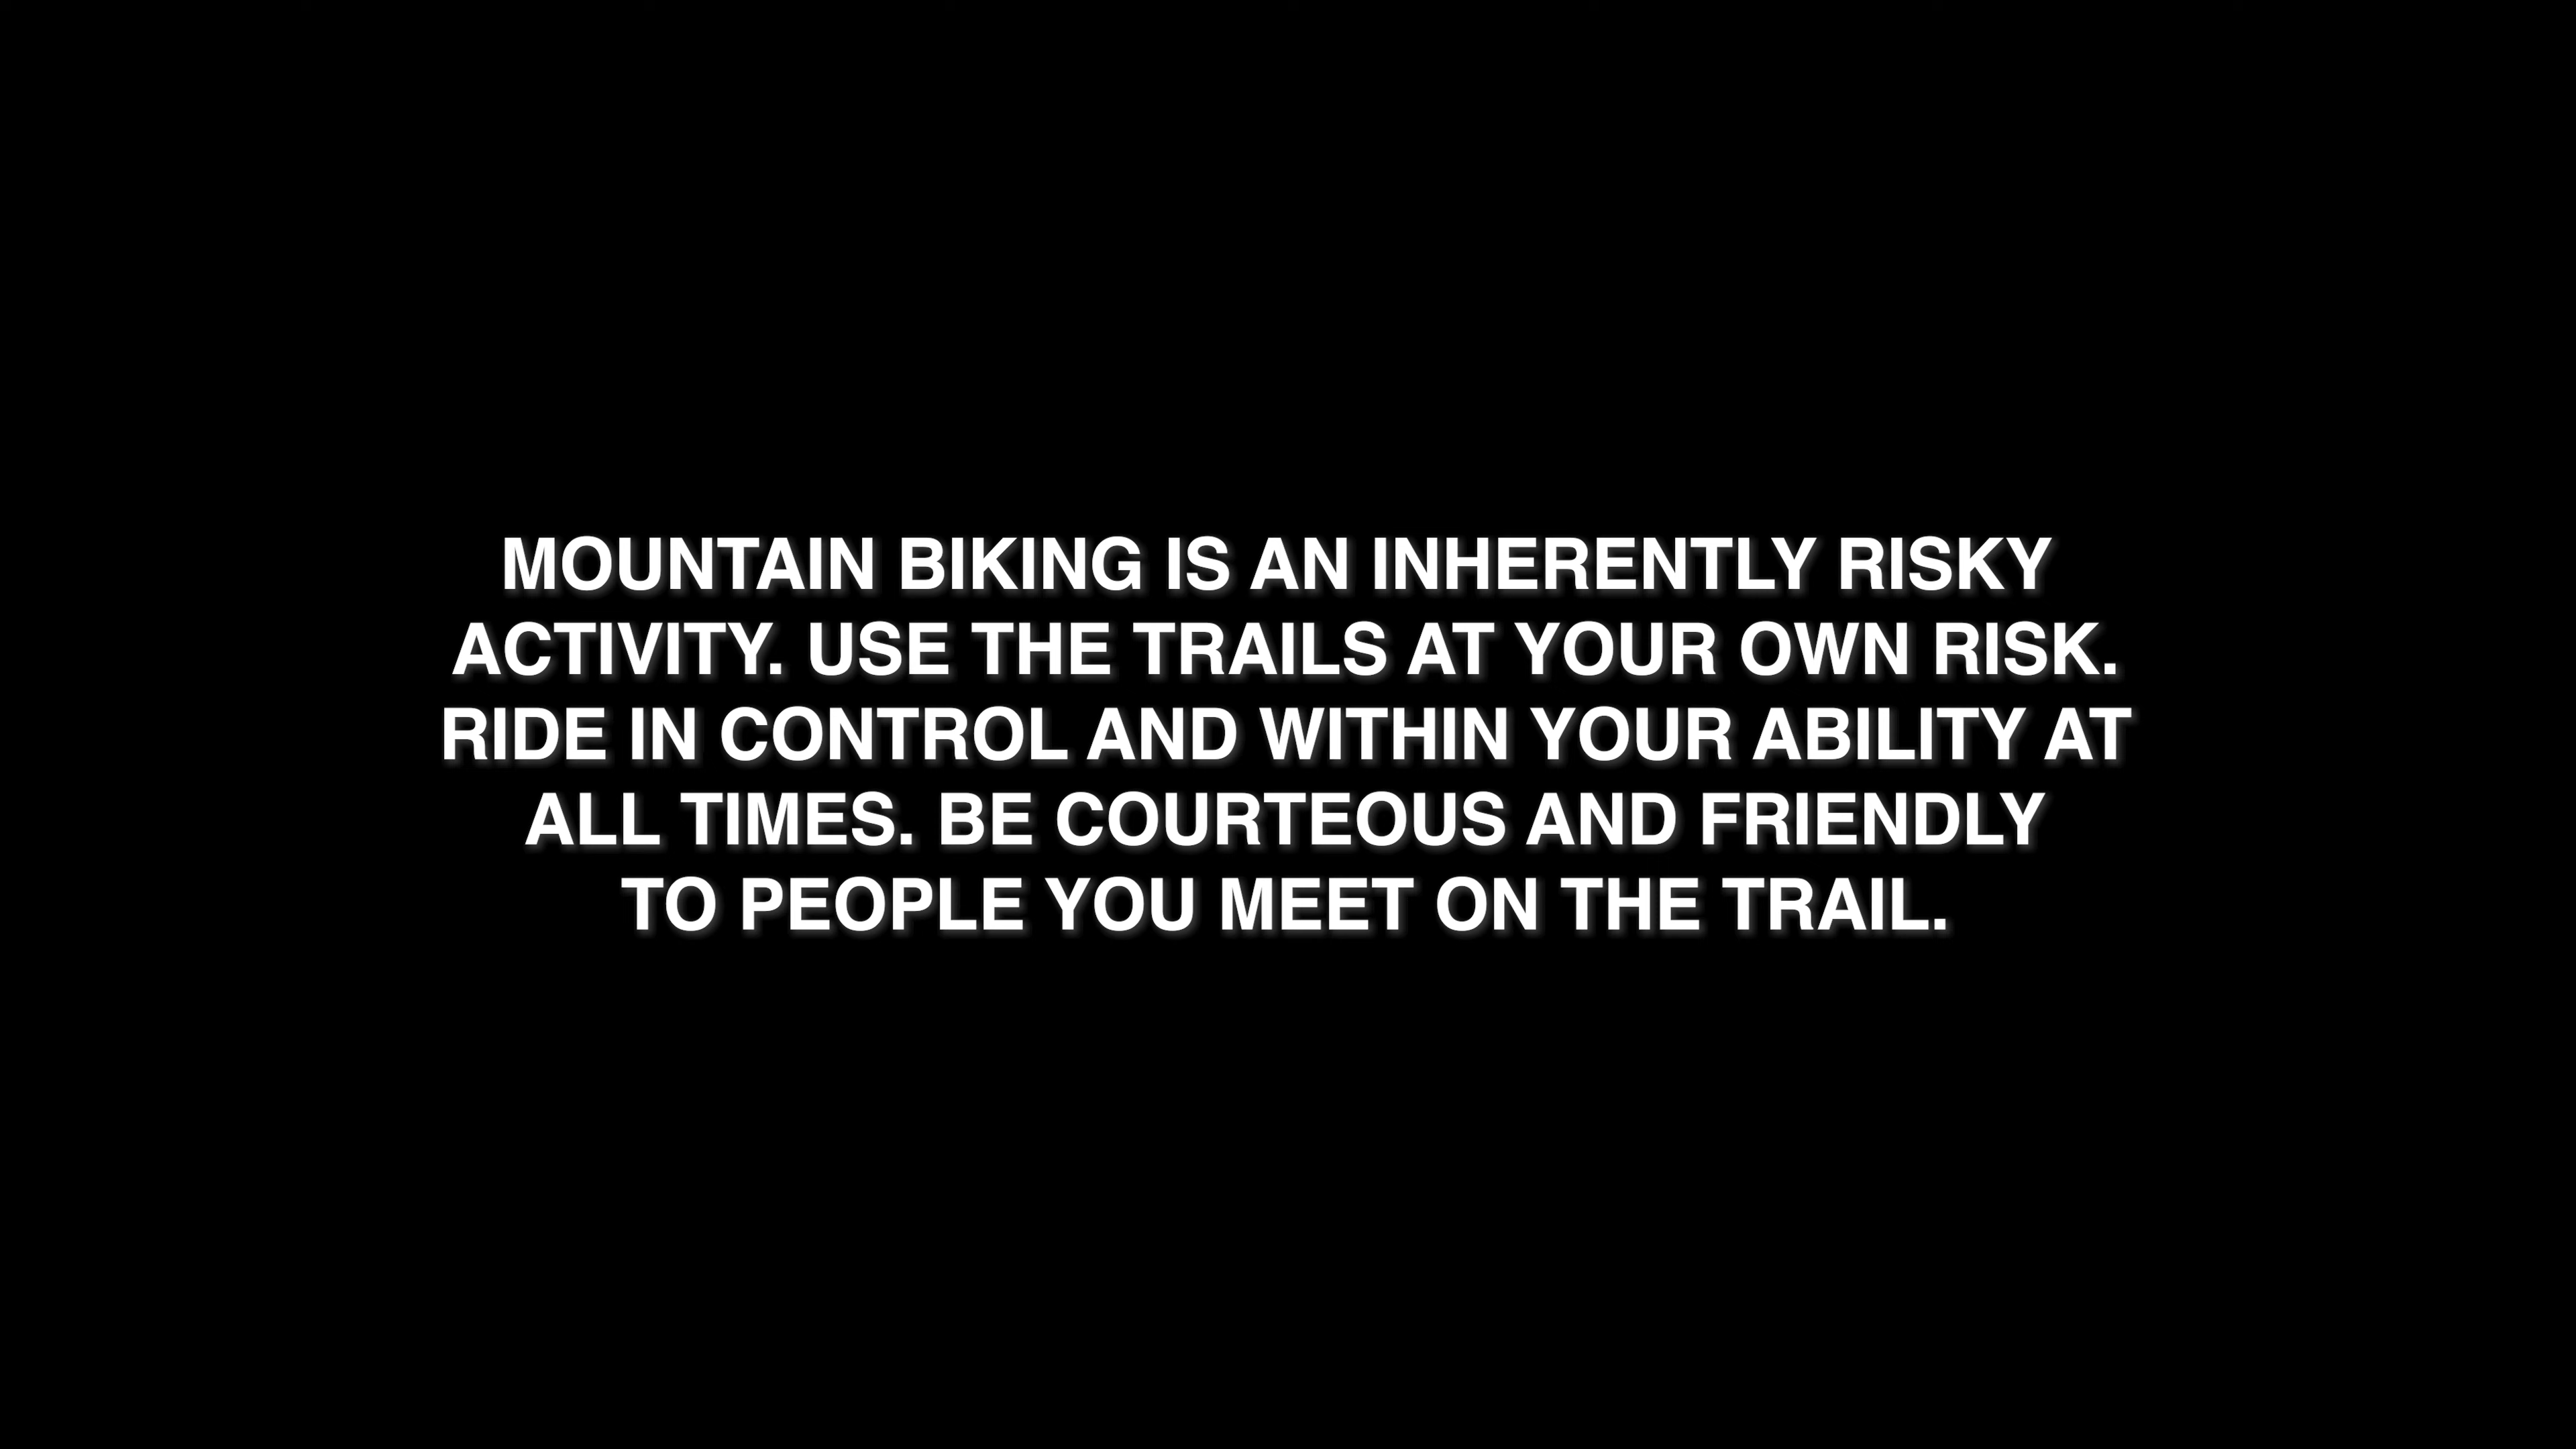 MOUNTAIN BIKING IS AN INHERENTLY RISKY
ACTIVITY. USE THE TRAILS AT YOUR OWN RISK.
RIDE IN CONTROL AND WITHIN YOUR ABILITY AT
ALL TIMES. BE COURTEOUS AND FRIENDLY
TO PEOPLE YOU MEET ON THE TRAIL.